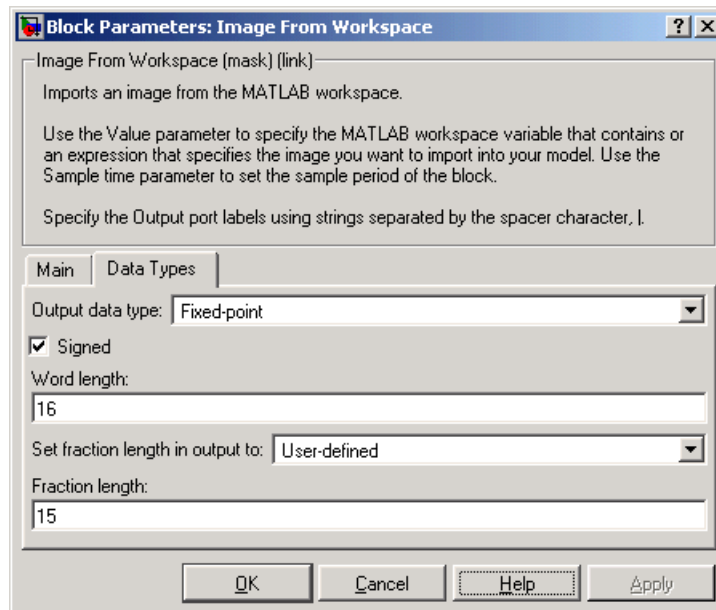 Block Parameters: Image From Workspace
Image From Workspace (mask) (link)
Imports an image from the MATLAB workspace.
Use the Value parameter to specify the MATLAB workspace variable that contains or
an expression that specifies the image you want to import into your model. Use the
Sample time parameter to set the sample period of the block.
Specify the Output port labels using strings separated by the spacer character, |.
Main Data Types
Output data type: Fixed-point
Signed
Word length:
16
Set fraction length in output to: User-defined
Fraction length:
15
OK Cancel Help Apply